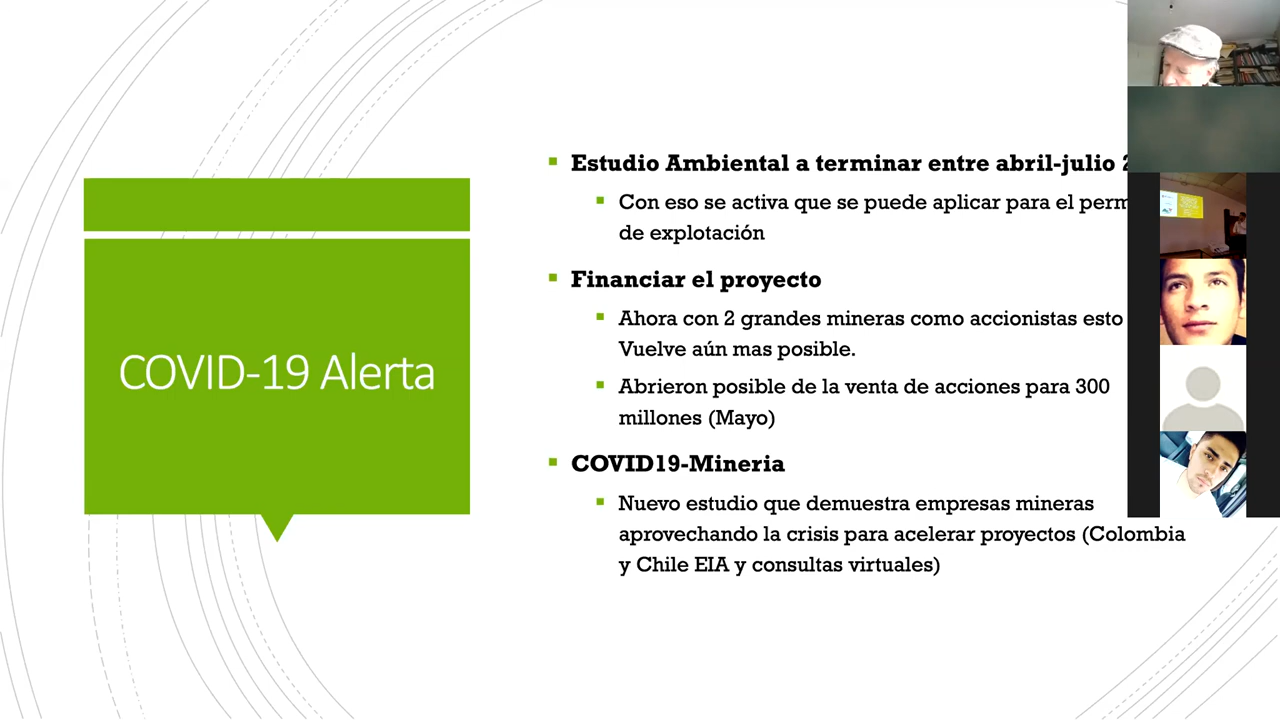 COVID-19 Alerta
Estudio Ambiental a terminar entre abril-julio
Con eso se activa que se puede aplicar para el
de explotación
Financiar el proyecto
Ahora con 2 grandes mineras como accionistas esto
Vuelve aún mas posible.
Abrieron posible de la venta de acciones para 300
millones (Mayo)
COVID19-Mineria
Nuevo estudio que demuestra empresas mineras
aprovechando la crisis para acelerar proyectos (Colombia
y Chile EIA y consultas virtuales)